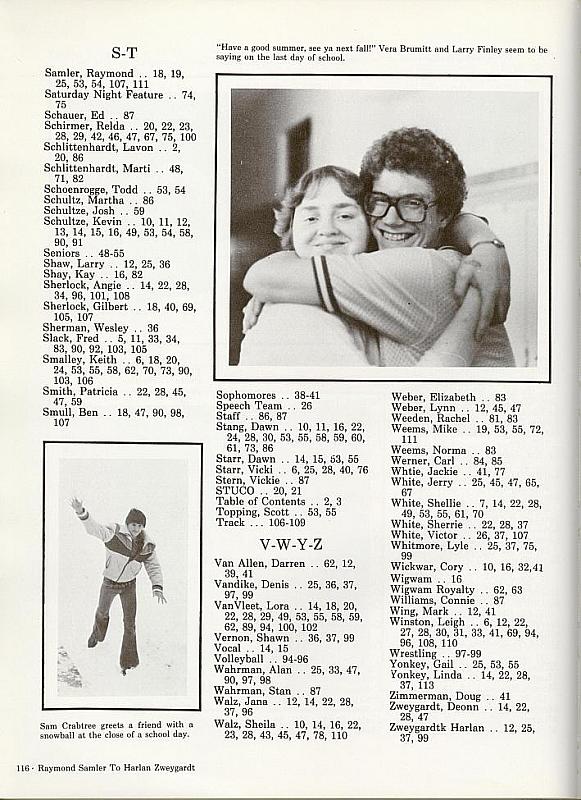 S-T
Samler, Raymond .. 18, 19,
25, 53, 54, 107, 111
Saturday Night Feature .. 74,
75
Schauer, Ed .. 87
Schirmer, Relda .. 20, 22, 23,
28, 29, 42, 46, 47, 67, 75, 100
Schlittenhardt, Lavon .. 2,
20, 86
Schlittenhardt, Marti .. 48,
71, 82
Schoenrogge, Todd .. 53, 54
Schultz, Martha .. 86
Schultze, Josh .. 59
Schultze, Kevin .. 10, 11, 12,
13, 14, 15, 16, 49, 53, 54, 58,
90, 91
Seniors .. 48-55
Shaw, Larry .. 12, 25, 36
Shay, Kay .. 16, 82
Sherlock, Angie .. 14, 22, 28,
34, 96, 101, 108
Sherlock, Gilbert .. 18, 40, 69,
105, 107
Sherman, Wesley .. 36
Slack, Fred .. 5, 11, 33, 34,
83, 90, 92, 103, 105
Smalley, Keith .. 6, 18, 20,
24, 53, 55, 58, 62, 70, 73, 90,
103, 106
Smith, Patricia .. 22, 28, 45,
47, 59
Smull, Ben .. 18, 47, 90, 98,
107
Sam Crabtree greets a friend with a
snowball at the close of a school day.
"Have a good summer, see ya next fall!" Vera Brumitt and Larry Finley seem to be
saying on the last day of school.
Sophomores .. 38-41
Speech Team .. 26
Staff .. 86, 87
Stang, Dawn .. 10, 11, 16, 22,
24, 28, 30, 53, 55, 58, 59, 60,
61, 73, 86
Starr, Dawn .. 14, 15, 53, 55
Starr, Vicki .. 6, 25, 28, 40, 76
Stern, Vickie .. 87
STUCO .. 20, 21
Table of Contents .. 2, 3
Topping, Scott .. 53, 55
Track ... 106-109
V-W-Y-Z
Van Allen, Darren .. 62, 12,
39, 41
Vandike, Denis .. 25, 36, 37,
97, 99
VanVleet, Lora .. 14, 18, 20,
22, 28, 29, 49, 53, 55, 58, 59,
62, 89, 94, 100, 102
Vernon, Shawn .. 36, 37, 99
Vocal .. 14, 15
Volleyball .. 94-96
Wahrman, Alan .. 25, 33, 47,
90, 97, 98
Wahrman, Stan .. 87
Walz, Jana .. 12, 14, 22, 28,
37, 96
Walz, Sheila .. 10, 14, 16, 22,
23, 28, 43, 45, 47, 78, 110
Weber, Elizabeth .. 83
Weber, Lynn .. 12, 45, 47
Weeden, Rachel .. 81, 83
Weems, Mike .. 19, 53, 55, 72,
111
Weems, Norma .. 83
Werner, Carl .. 84, 85
Whtie, Jackie .. 41, 77
White, Jerry .. 25, 45, 47, 65,
67
White, Shellie .. 7, 14, 22, 28,
49, 53, 55, 61, 70
White, Sherrie .. 22, 28, 37
White, Victor .. 26, 37, 107
Whitmore, Lyle .. 25, 37, 75,
99
Wickwar, Cory .. 10, 16, 32,41
Wigwam .. 16
Wigwam Royalty .. 62, 63
Williams, Connie .. 87
Wing, Mark .. 12, 41
Winston, Leigh .. 6, 12, 22,
27, 28, 30, 31, 33, 41, 69, 94,
96, 108, 110
Wrestling .. 97-99
Yonkey, Gail .. 25, 53, 55
Yonkey, Linda .. 14, 22, 28,
37, 113
Zimmerman, Doug .. 41
Zweygardt, Deonn .. 14, 22,
28, 47
Zweygardtk Harlan .. 12, 25,
37, 99
116 · Raymond Samler To Harlan Zweygardt